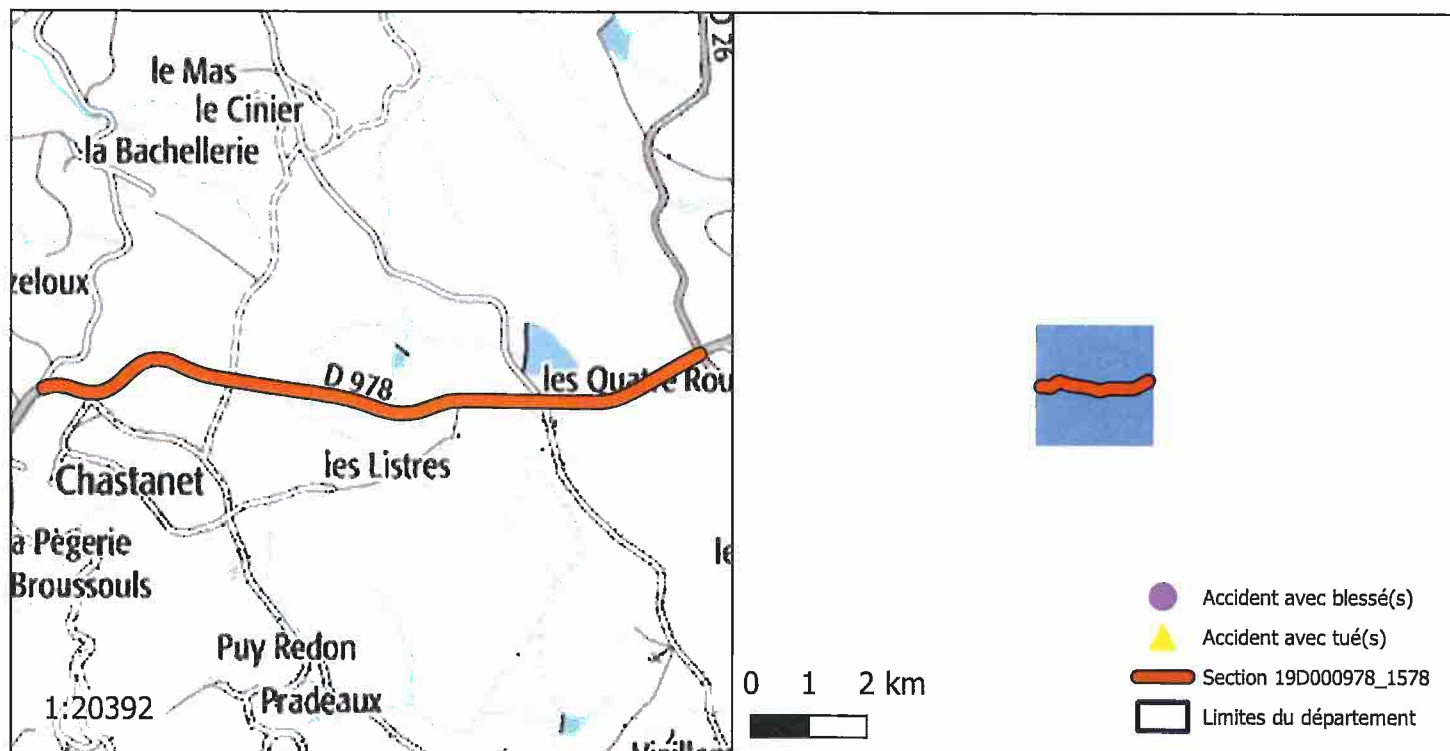 D 26
le Mas
le Cinier
la Bachellerie
zeloux
D 978
les Quatre Rou
Chastanet
les Listres
a Pègerie
Broussouls
le
Puy Redon
Pradeaux
1:20392
0 1 2 km
Accident avec blessé(s)
Accident avec tué(s)
Section 19D000978_1578
Limites du département